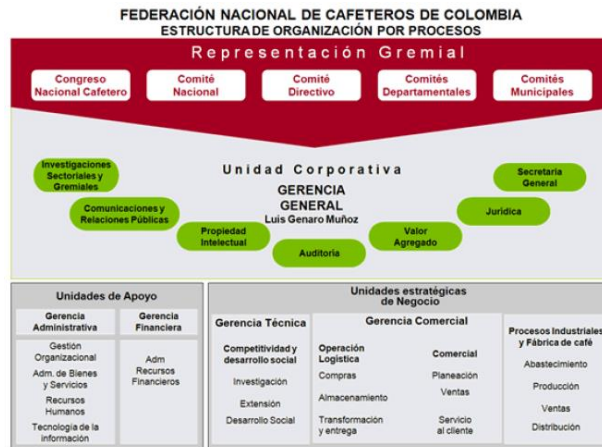 FEDERACIÓN NACIONAL DE CAFETEROS DE COLOMBIA
ESTRUCTURA DE ORGANIZACIÓN POR PROCESOS
Representación Gremial
Congreso
Nacional Cafetero
Comité
Nacional
Comité
Directivo
Comités
Departamentales
Comités
Municipales
Unidad Corporativa
GERENCIA
GENERAL
Luis Genaro Muñoz
Investigaciones
Sectoriales y
Gremiales
Comunicaciones y
Relaciones Públicas
Propiedad
Intelectual
Auditoria
Valor
Agregado
Jurídica
Secretaria
General
Unidades de Apoyo
Gerencia
Administrativa
Gestión
Organizacional
Adm. de Bienes
y Servicios
Recursos
Humanos
Tecnología de la
información
Gerencia
Financiera
Adm
Recursos
Financieros
Unidades estratégicas
de Negocio
Gerencia Técnica
Competitividad y
desarrollo social
Investigación
Extensión
Desarrollo Social
Gerencia Comercial
Operación
Logística
Compras
Almacenamiento
Transformación
y entrega
Comercial
Planeación
Ventas
Servicio
al cliente
Procesos Industriales
y Fábrica de café
Abastecimiento
Producción
Ventas
Distribución